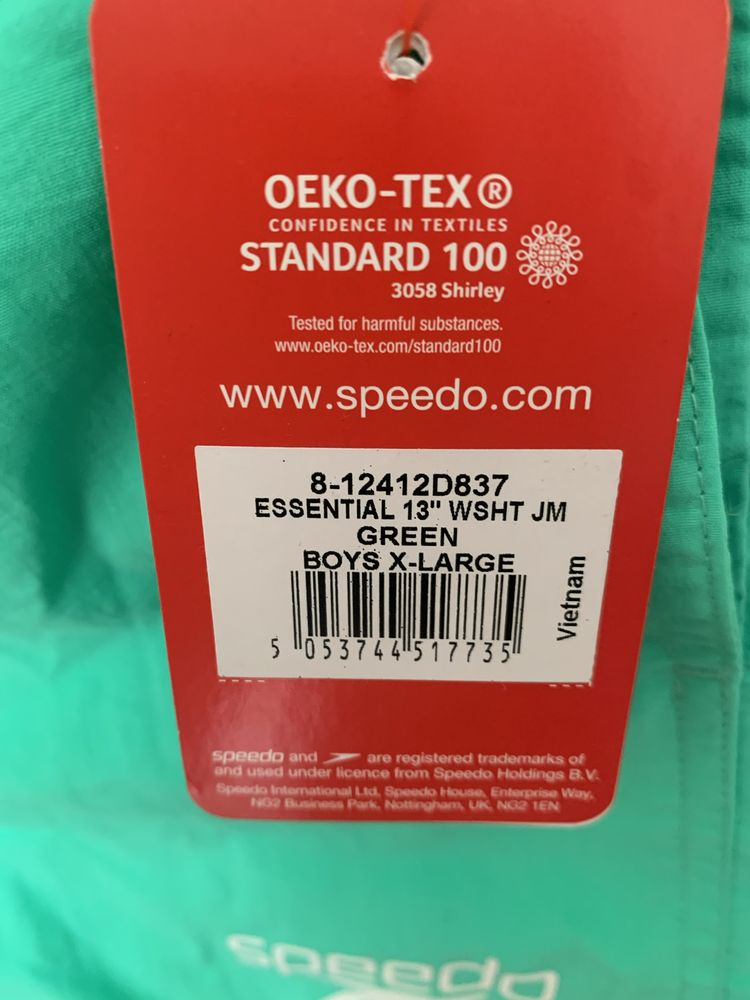 OEKO-TEX®
CONFIDENCE IN TEXTILES
STANDARD 100
3058 Shirley
Tested for harmful substances.
www.oeko-tex.com/standard100
www.speedo.com
8-12412D837
ESSENTIAL 13" WSHT JM
GREEN
BOYS X-LARGE
Vietnam
5 053744 517735
speedo and are registered trademarks of
and used under licence from Speedo Holdings B.V.
Speedo International Ltd, Speedo House, Enterprise Way,
NG2 Business Park, Nottingham, UK, NG2 1EN
speedo